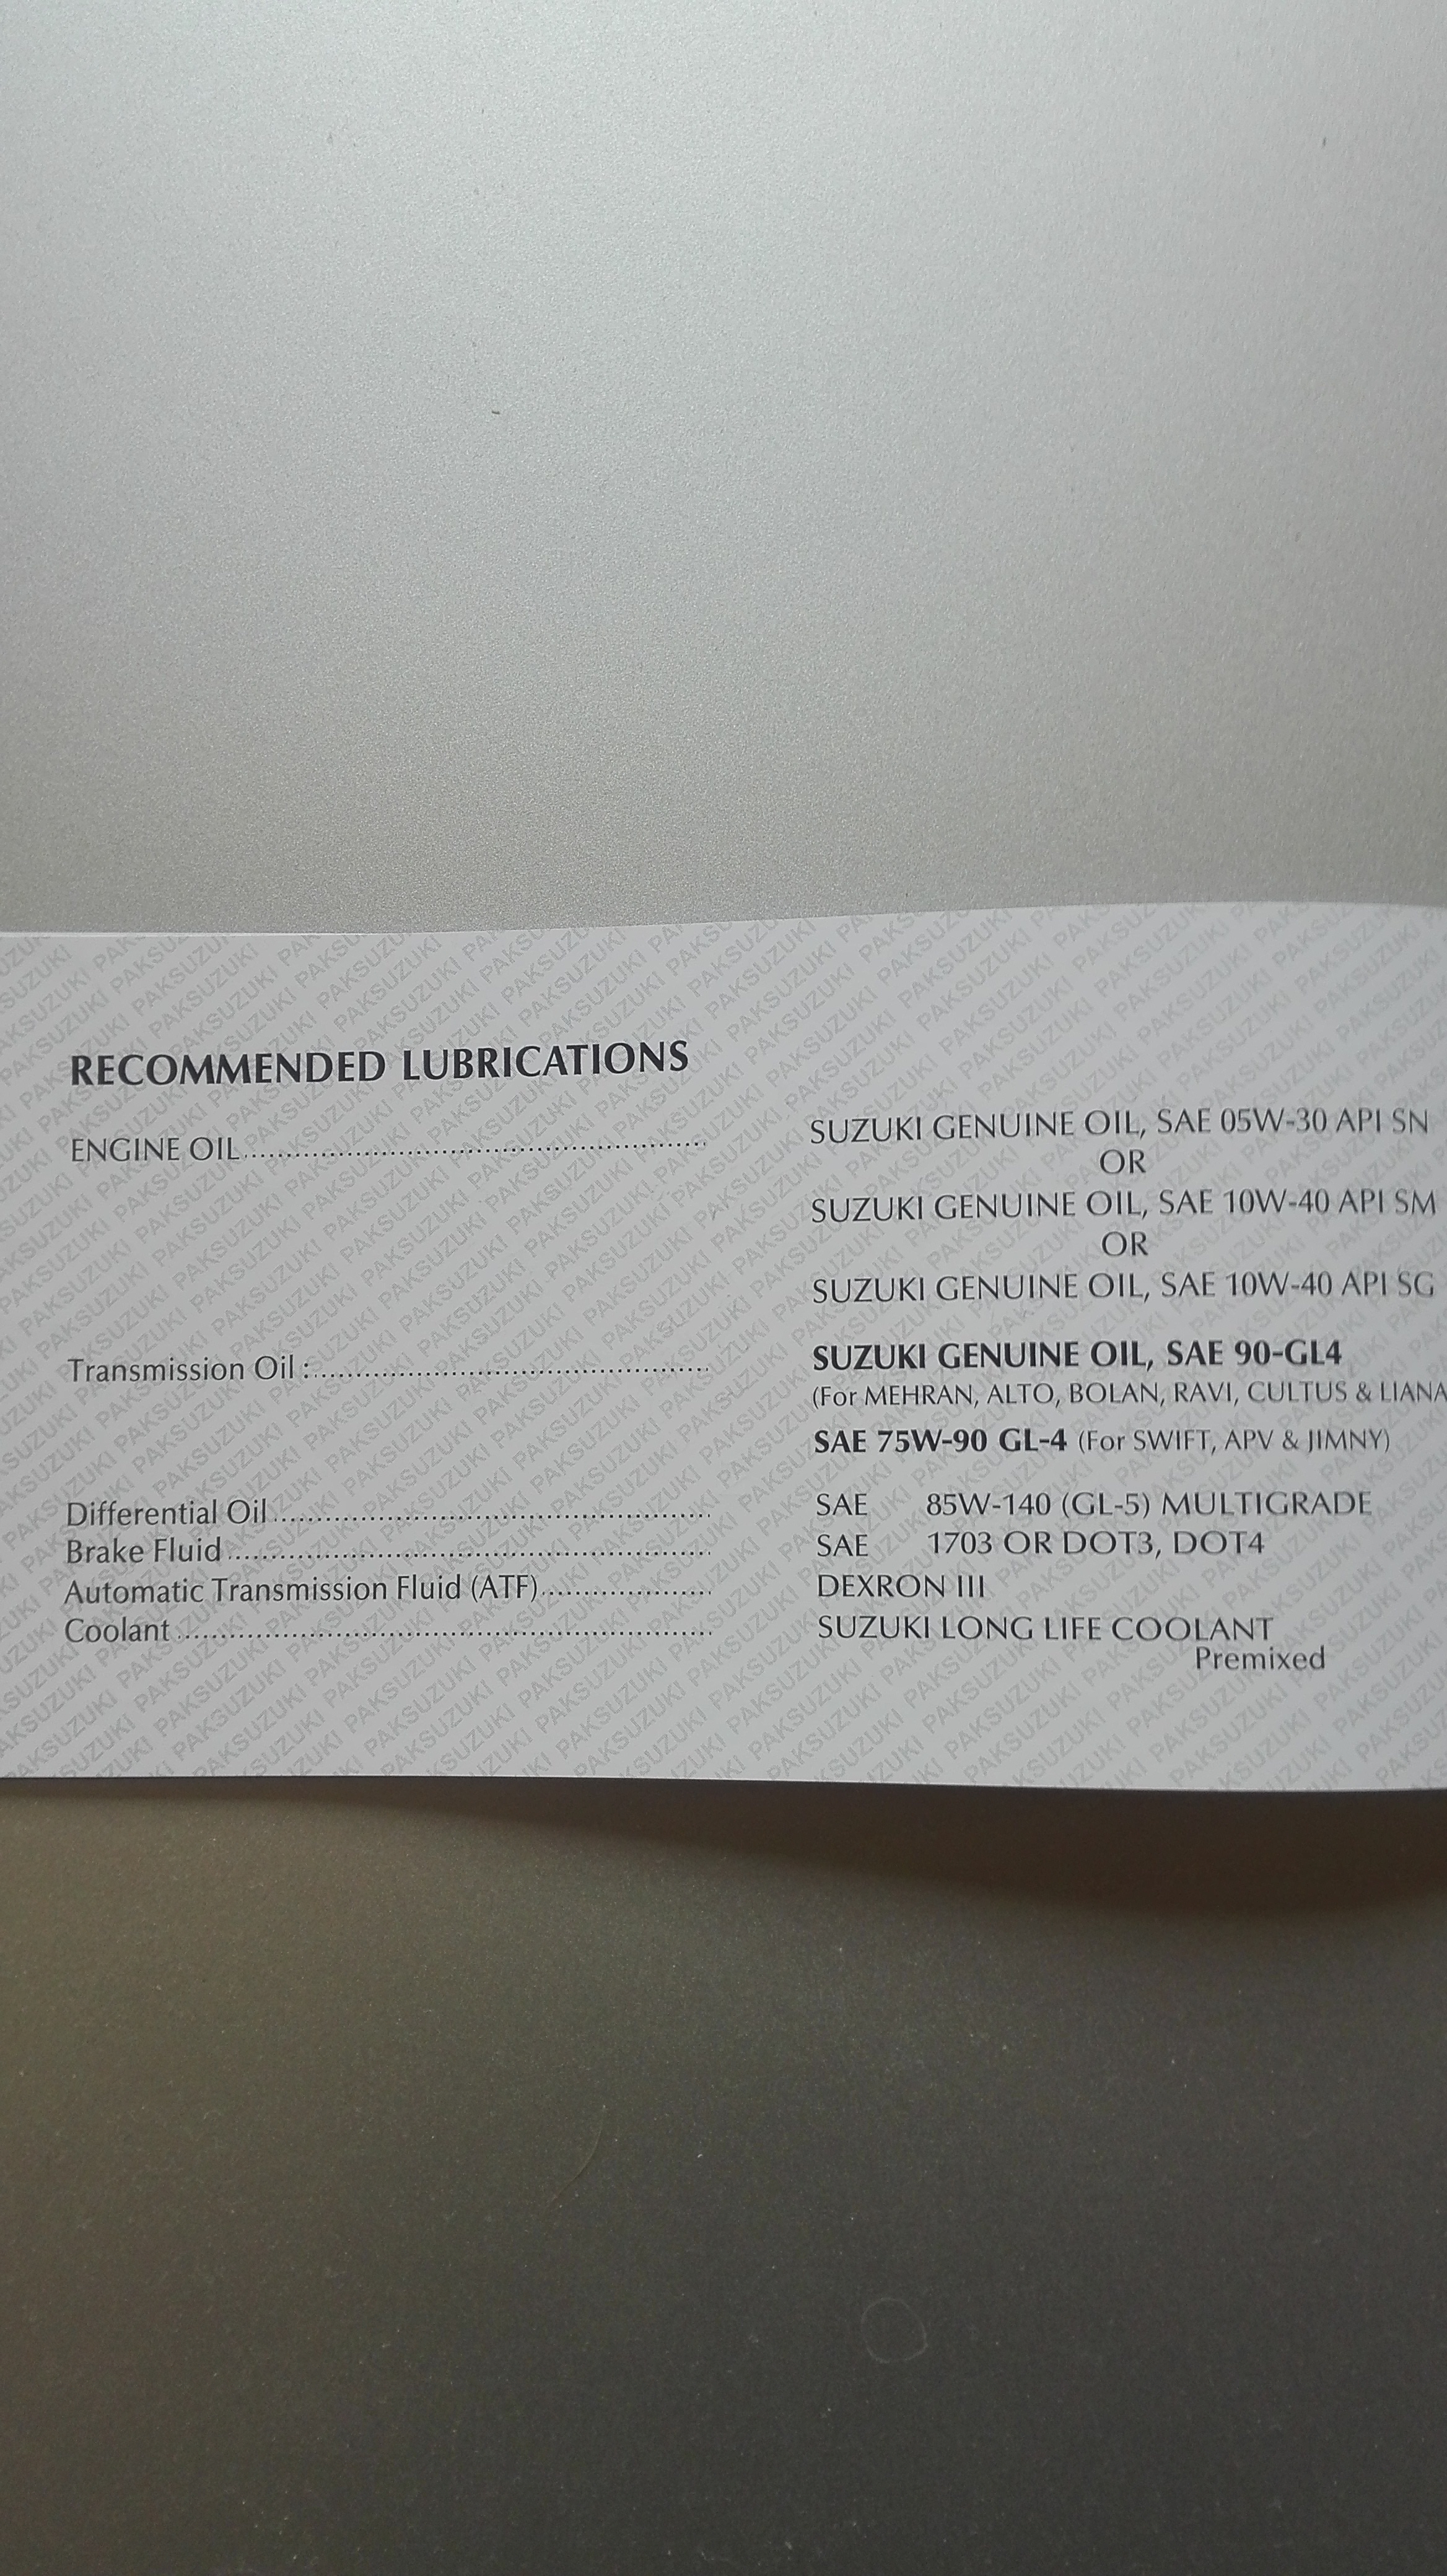 RECOMMENDED LUBRICATIONS
ENGINE OIL.......... SUZUKI GENUINE OIL, SAE 05W-30 API SN
OR
SUZUKI GENUINE OIL, SAE 10W-40 API SM
OR
SUZUKI GENUINE OIL, SAE 10W-40 API SG
Transmission Oil :.......... SUZUKI GENUINE OIL, SAE 90-GL4
(For MEHRAN, ALTO, BOLAN, RAVI, CULTUS & LIANA
SAE 75W-90 GL-4 (For SWIFT, APV & JIMNY)
Differential Oil.......... SAE 85W-140 (GL-5) MULTIGRADE
Brake Fluid.......... SAE 1703 OR DOT3, DOT4
Automatic Transmission Fluid (ATF).......... DEXRON III
Coolant.......... SUZUKI LONG LIFE COOLANT
Premixed
PAKSUZUKI